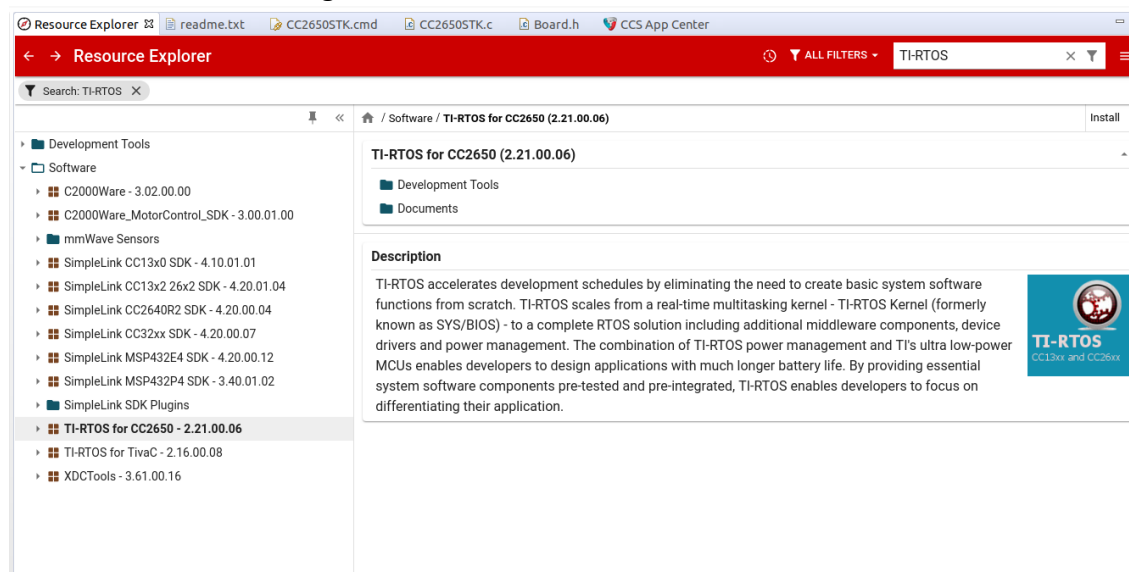 Resource Explorer
readme.txt
CC2650STK.cmd
CC2650STK.c
Board.h
CCS App Center
Resource Explorer
ALL FILTERS
TI-RTOS
Search: TI-RTOS
/ Software / TI-RTOS for CC2650 (2.21.00.06)
Install
Development Tools
Software
C2000Ware - 3.02.00.00
C2000Ware_MotorControl_SDK - 3.00.01.00
mmWave Sensors
SimpleLink CC13x0 SDK - 4.10.01.01
SimpleLink CC13x2 26x2 SDK - 4.20.01.04
SimpleLink CC2640R2 SDK - 4.20.00.04
SimpleLink CC32xx SDK - 4.20.00.07
SimpleLink MSP432E4 SDK - 4.20.00.12
SimpleLink MSP432P4 SDK - 3.40.01.02
SimpleLink SDK Plugins
TI-RTOS for CC2650 - 2.21.00.06
TI-RTOS for TivaC - 2.16.00.08
XDCTools - 3.61.00.16
TI-RTOS for CC2650 (2.21.00.06)
Development Tools
Documents
Description
TI-RTOS accelerates development schedules by eliminating the need to create basic system software
functions from scratch. TI-RTOS scales from a real-time multitasking kernel - TI-RTOS Kernel (formerly
known as SYS/BIOS) - to a complete RTOS solution including additional middleware components, device
drivers and power management. The combination of TI-RTOS power management and TI's ultra low-power
MCUs enables developers to design applications with much longer battery life. By providing essential
system software components pre-tested and pre-integrated, TI-RTOS enables developers to focus on
differentiating their application.
TI-RTOS
CC13xx and CC26xx